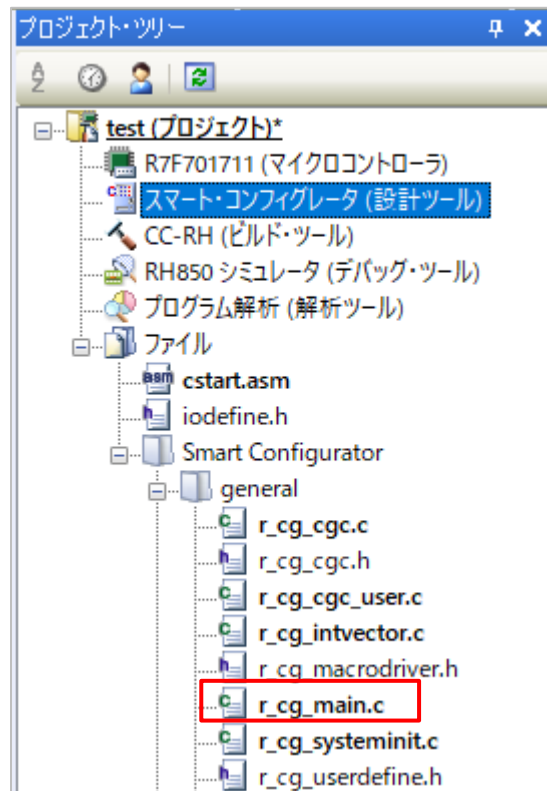 プロジェクト・ツリー
test (プロジェクト)*
R7F701711 (マイクロコントローラ)
スマート・コンフィグレータ (設計ツール)
CC-RH (ビルド・ツール)
RH850 シミュレータ (デバッグ・ツール)
プログラム解析 (解析ツール)
ファイル
cstart.asm
iodefine.h
Smart Configurator
general
r_cg_cgc.c
r_cg_cgc.h
r_cg_cgc_user.c
r_cg_intvector.c
r_cg_macrodriver.h
r_cg_main.c
r_cg_systeminit.c
r_cg_userdefine.h